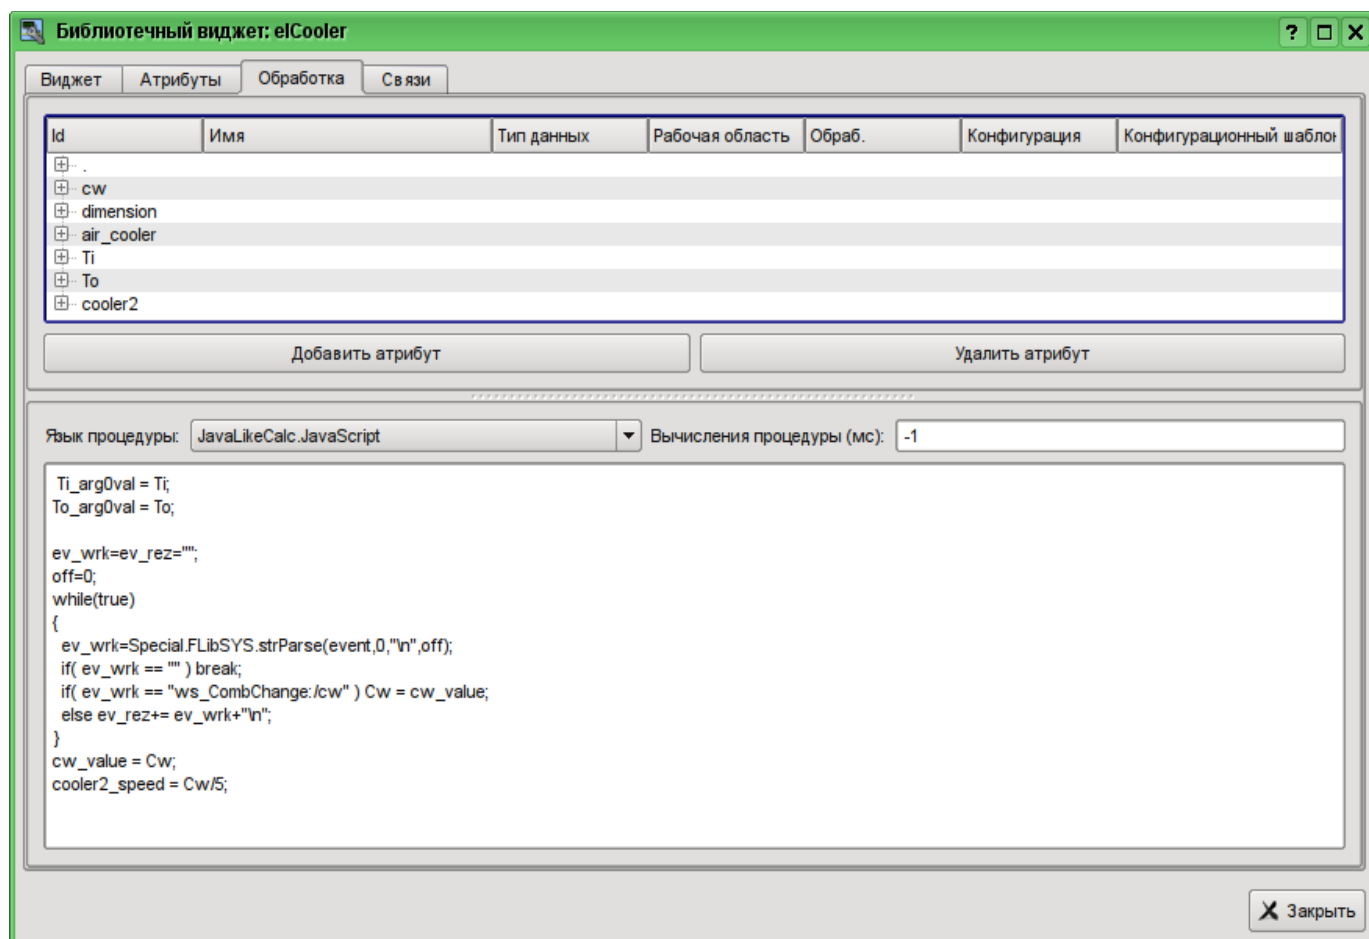 Библиотечный виджет: elCooler
Виджет Атрибуты Обработка Связи
Id Имя Тип данных Рабочая область Обраб. Конфигурация Конфигурационный шаблон
.
cw
dimension
air_cooler
Ti
To
cooler2
Добавить атрибут Удалить атрибут
Язык процедуры: JavaLikeCalc.JavaScript Вычисления процедуры (мс): -1
Ti_arg0val = Ti;
To_arg0val = To;
ev_wrk=ev_rez="";
off=0;
while(true)
{
ev_wrk=Special.FLibSYS.strParse(event,0,"\n",off);
if( ev_wrk == "" ) break;
if( ev_wrk == "ws_CombChange:/cw" ) Cw = cw_value;
else ev_rez+= ev_wrk+"\n";
}
cw_value = Cw;
cooler2_speed = Cw/5;
Закрыть